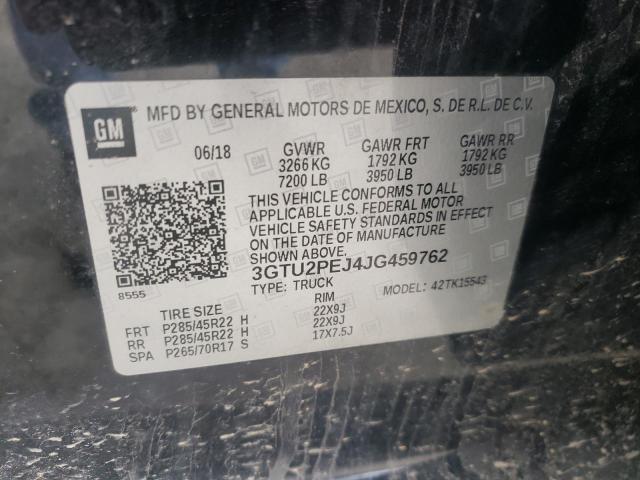 GM MFD BY GENERAL MOTORS DE MEXICO, S. DE R.L. DE C.V.
06/18 GVWR GAWR FRT GAWR RR
3266 KG 1792 KG 1792 KG
7200 LB 3950 LB 3950 LB
THIS VEHICLE CONFORMS TO ALL
APPLICABLE U.S. FEDERAL MOTOR
VEHICLE SAFETY STANDARDS IN EFFECT
ON THE DATE OF MANUFACTURE
SHOWN ABOVE.
3GTU2PEJ4JG459762
8555
TYPE: TRUCK MODEL: 42TK15543
TIRE SIZE RIM
FRT P285/45R22 H 22X9J
RR P285/45R22 H 22X9J
SPA P265/70R17 S 17X7.5J